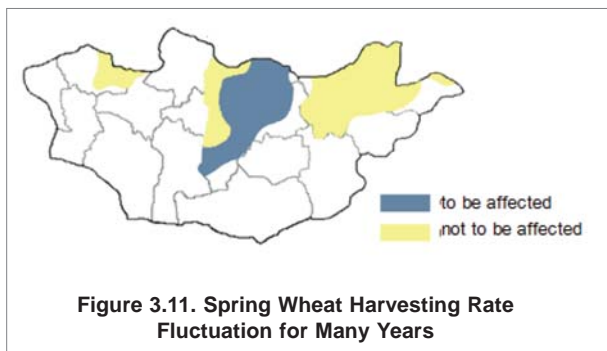 to be affected
not to be affected
Figure 3.11. Spring Wheat Harvesting Rate
Fluctuation for Many Years